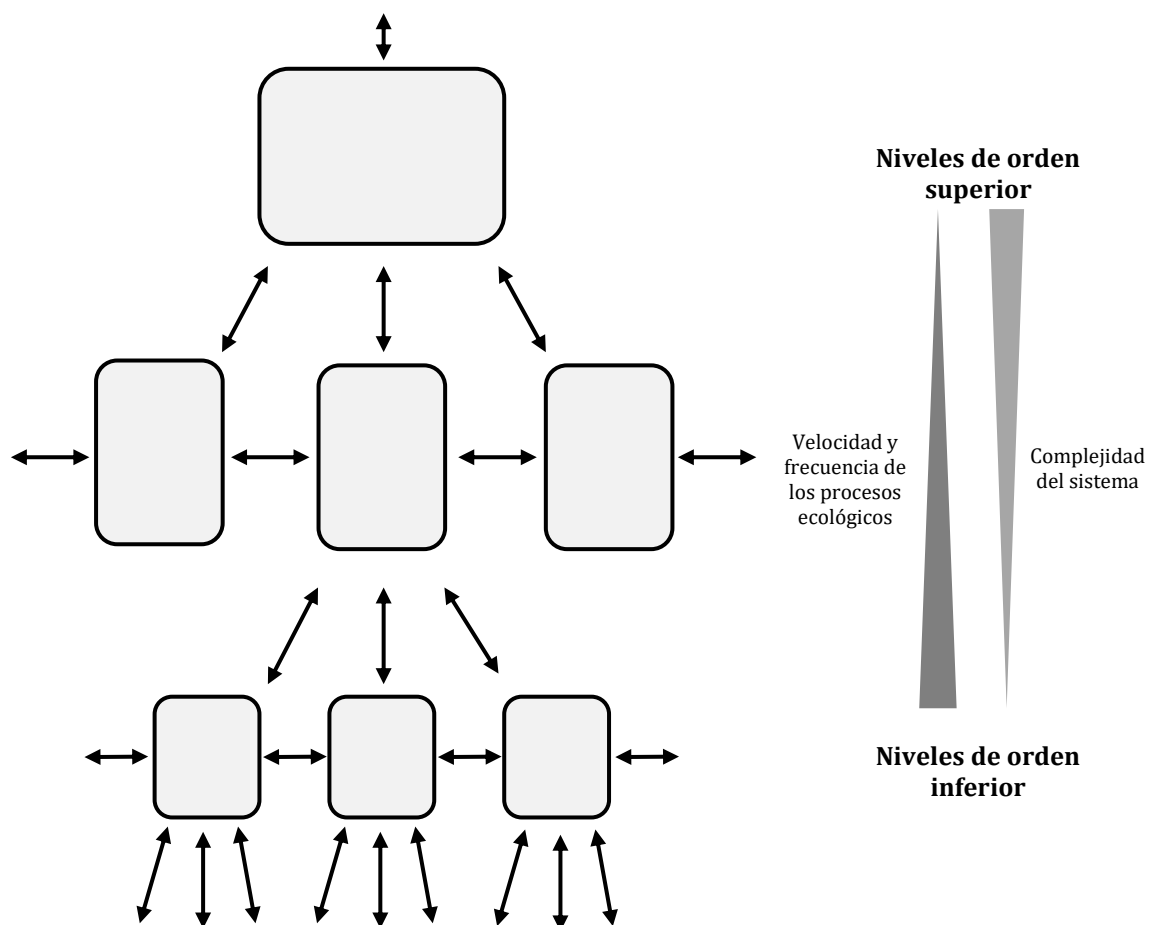 Niveles de orden
superior
Velocidad y
frecuencia de
los procesos
ecológicos
Complejidad
del sistema
Niveles de orden
inferior